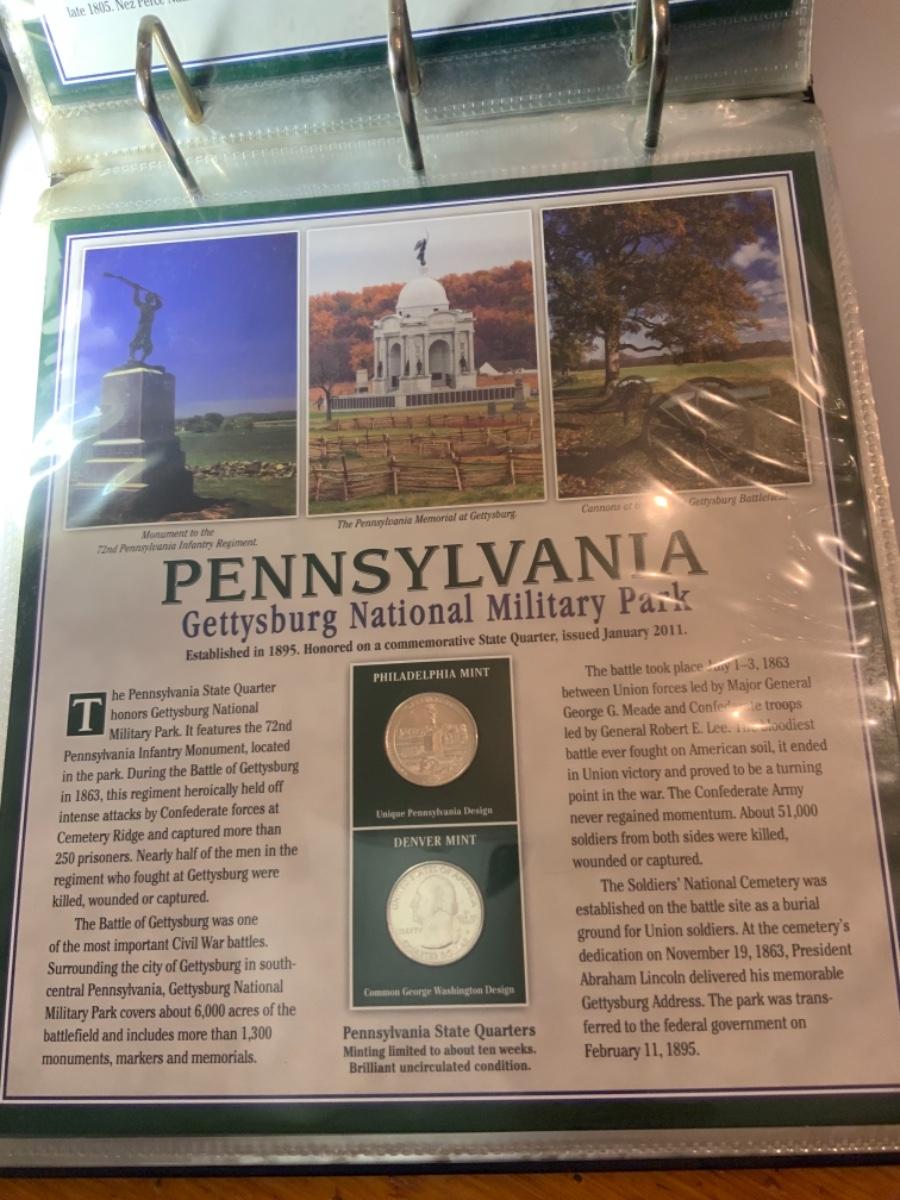 late 1805. Nez Perce
Monument to the
72nd Pennsylvania Infantry Regiment.
The Pennsylvania Memorial at Gettysburg.
Cannons at Gettysburg Battlefield.
PENNSYLVANIA
Gettysburg National Military Park
Established in 1895. Honored on a commemorative State Quarter, issued January 2011.
The Pennsylvania State Quarter
honors Gettysburg National
Military Park. It features the 72nd
Pennsylvania Infantry Monument, located
in the park. During the Battle of Gettysburg
in 1863, this regiment heroically held off
intense attacks by Confederate forces at
Cemetery Ridge and captured more than
250 prisoners. Nearly half of the men in the
regiment who fought at Gettysburg were
killed, wounded or captured.
The Battle of Gettysburg was one
of the most important Civil War battles.
Surrounding the city of Gettysburg in south-
central Pennsylvania, Gettysburg National
Military Park covers about 6,000 acres of the
battlefield and includes more than 1,300
monuments, markers and memorials.
PHILADELPHIA MINT
Unique Pennsylvania Design
DENVER MINT
UNITED STATES OF AMERICA
LIBERTY
QUARTER DOLLAR
Common George Washington Design
Pennsylvania State Quarters
Minting limited to about ten weeks.
Brilliant uncirculated condition.
The battle took place July 1–3, 1863
between Union forces led by Major General
George G. Meade and Confederate troops
led by General Robert E. Lee. The bloodiest
battle ever fought on American soil, it ended
in Union victory and proved to be a turning
point in the war. The Confederate Army
never regained momentum. About 51,000
soldiers from both sides were killed,
wounded or captured.
The Soldiers' National Cemetery was
established on the battle site as a burial
ground for Union soldiers. At the cemetery's
dedication on November 19, 1863, President
Abraham Lincoln delivered his memorable
Gettysburg Address. The park was trans-
ferred to the federal government on
February 11, 1895.